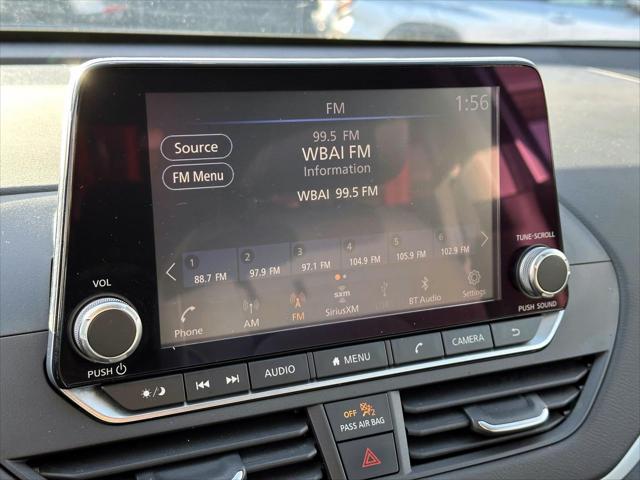 FM 1:56
99.5 FM
Source WBAI FM
Information
FM Menu WBAI 99.5 FM
1 2 3 4 5 6
88.7 FM 97.9 FM 97.1 FM 104.9 FM 105.9 FM 102.9 FM
Phone AM FM sxm SiriusXM BT Audio Settings
VOL
PUSH
TUNE·SCROLL
PUSH SOUND
AUDIO MENU CAMERA
OFF 2
PASS AIR BAG